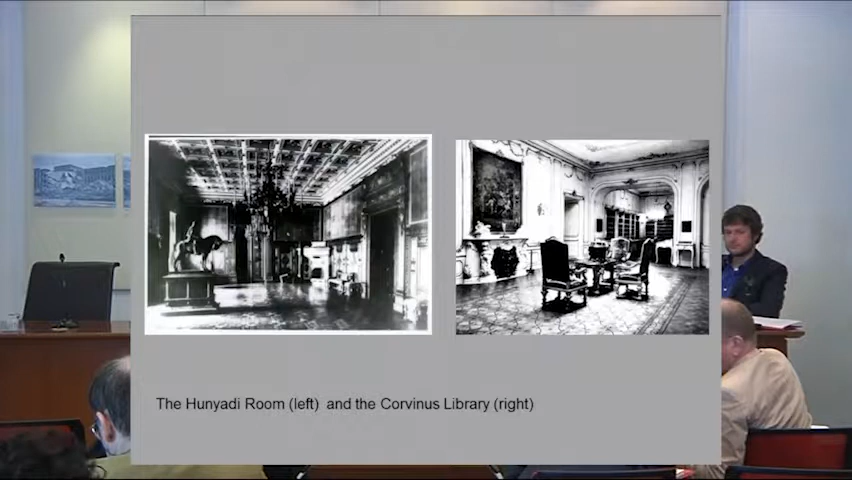 The Hunyadi Room (left)  and the Corvinus Library (right)